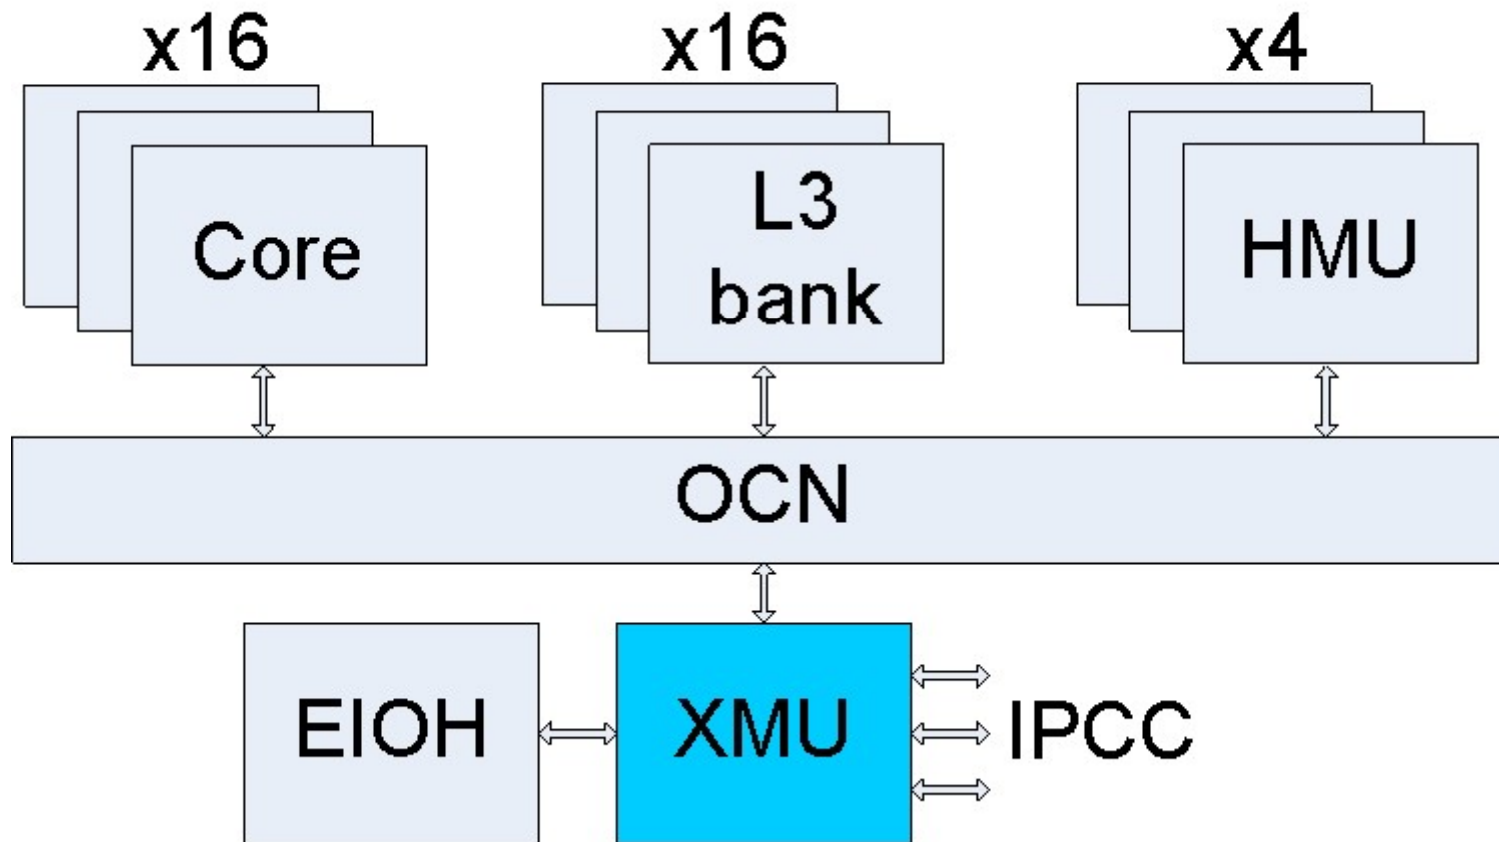 x16
x16
x4
Core
L3
bank
HMU
OCN
EIOH
XMU
IPCC